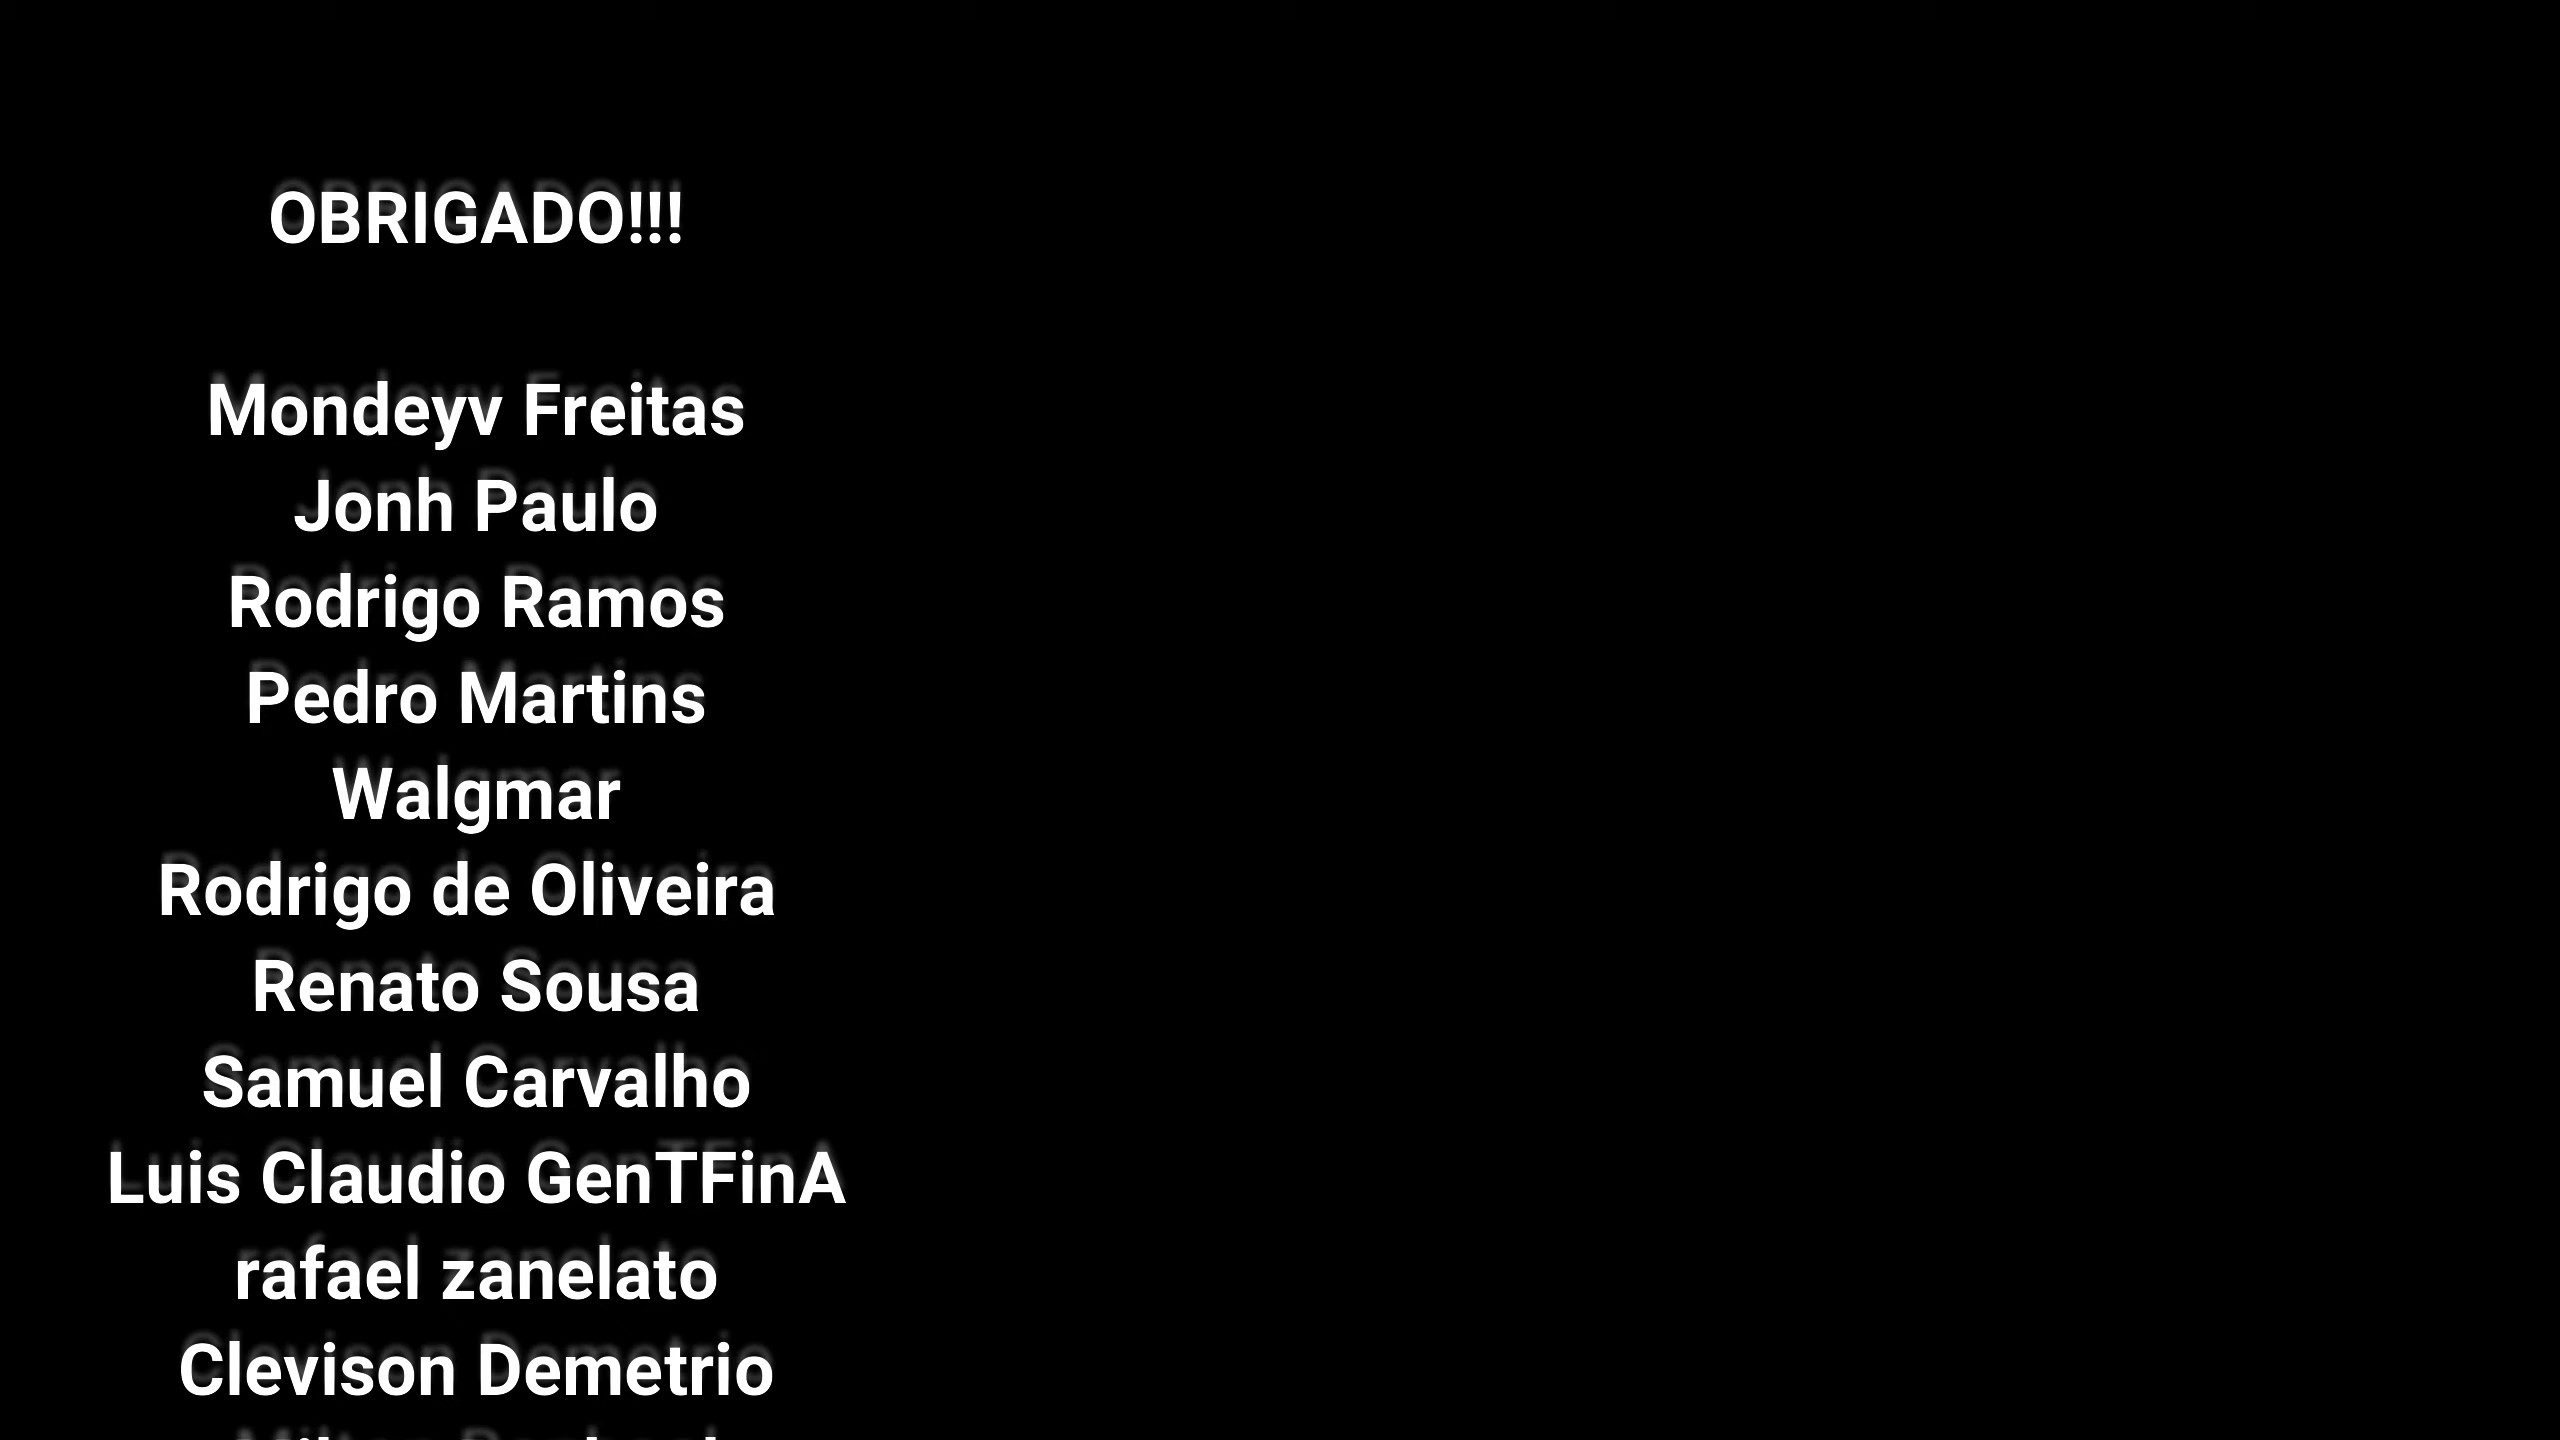 OBRIGADO!!!
Mondeyv Freitas
Jonh Paulo
Rodrigo Ramos
Pedro Martins
Walgmar
Rodrigo de Oliveira
Renato Sousa
Samuel Carvalho
Luis Claudio GenTFinA
rafael zanelato
Clevison Demetrio